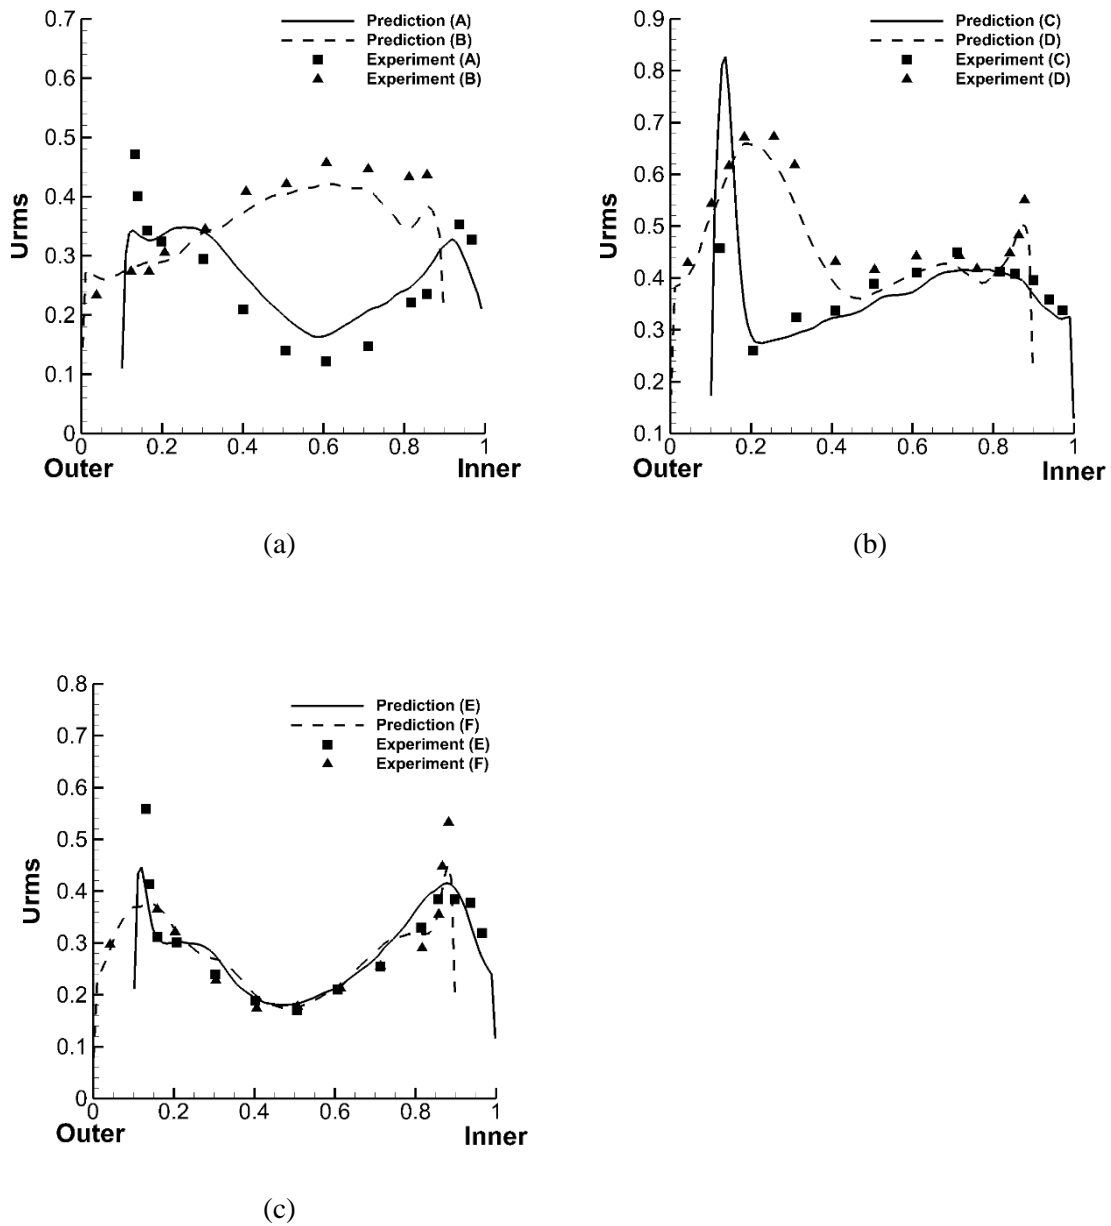 0.7
0.6
0.5
0.4
0.3
0.2
0.1
0
Urms
Prediction (A)
Prediction (B)
Experiment (A)
Experiment (B)
0 0.2 0.4 0.6 0.8 1
Outer Inner
(a)
0.9
0.8
0.7
0.6
0.5
0.4
0.3
0.2
0.1
Urms
Prediction (C)
Prediction (D)
Experiment (C)
Experiment (D)
0 0.2 0.4 0.6 0.8 1
Outer Inner
(b)
0.8
0.7
0.6
0.5
0.4
0.3
0.2
0.1
0
Urms
Prediction (E)
Prediction (F)
Experiment (E)
Experiment (F)
0 0.2 0.4 0.6 0.8 1
Outer Inner
(c)